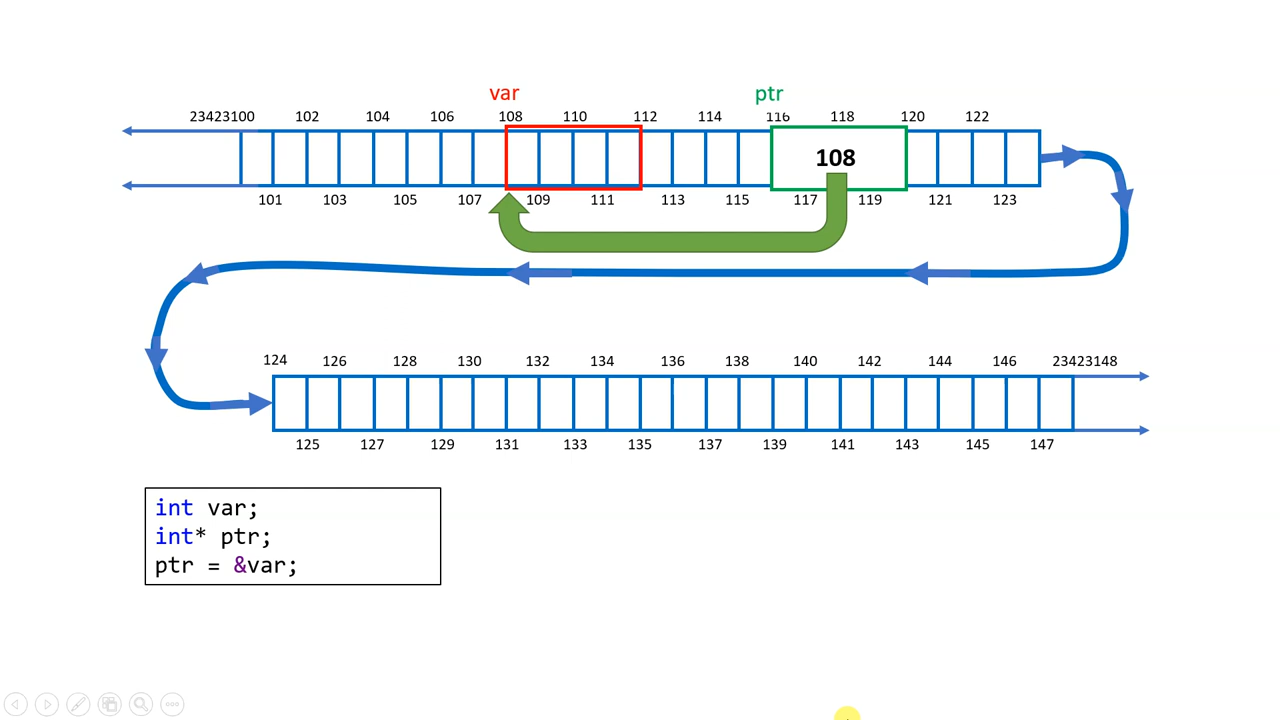 var ptr
23423100 102 104 106 108 110 112 114 116 118 120 122
108
101 103 105 107 109 111 113 115 117 119 121 123
124 126 128 130 132 134 136 138 140 142 144 146 23423148
125 127 129 131 133 135 137 139 141 143 145 147
int var;
int* ptr;
ptr = &var;